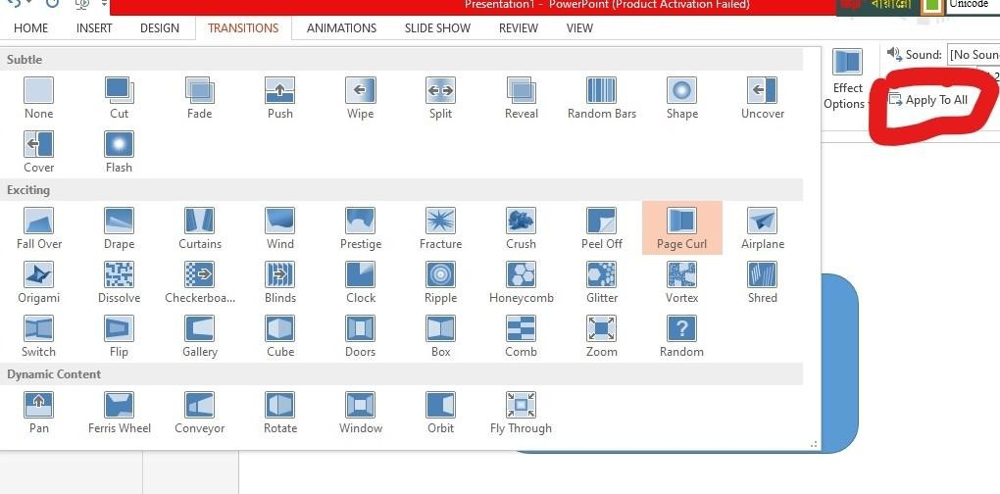 Presentation1 - PowerPoint (Product Activation Failed)
বায়ান্নো
Unicode
HOME INSERT DESIGN TRANSITIONS ANIMATIONS SLIDE SHOW REVIEW VIEW
Subtle
None Cut Fade Push Wipe Split Reveal Random Bars Shape Uncover
Cover Flash
Exciting
Fall Over Drape Curtains Wind Prestige Fracture Crush Peel Off Page Curl Airplane
Origami Dissolve Checkerboa... Blinds Clock Ripple Honeycomb Glitter Vortex Shred
Switch Flip Gallery Cube Doors Box Comb Zoom Random
Dynamic Content
Pan Ferris Wheel Conveyor Rotate Window Orbit Fly Through
Effect
Options
Sound: [No Soun
Apply To All